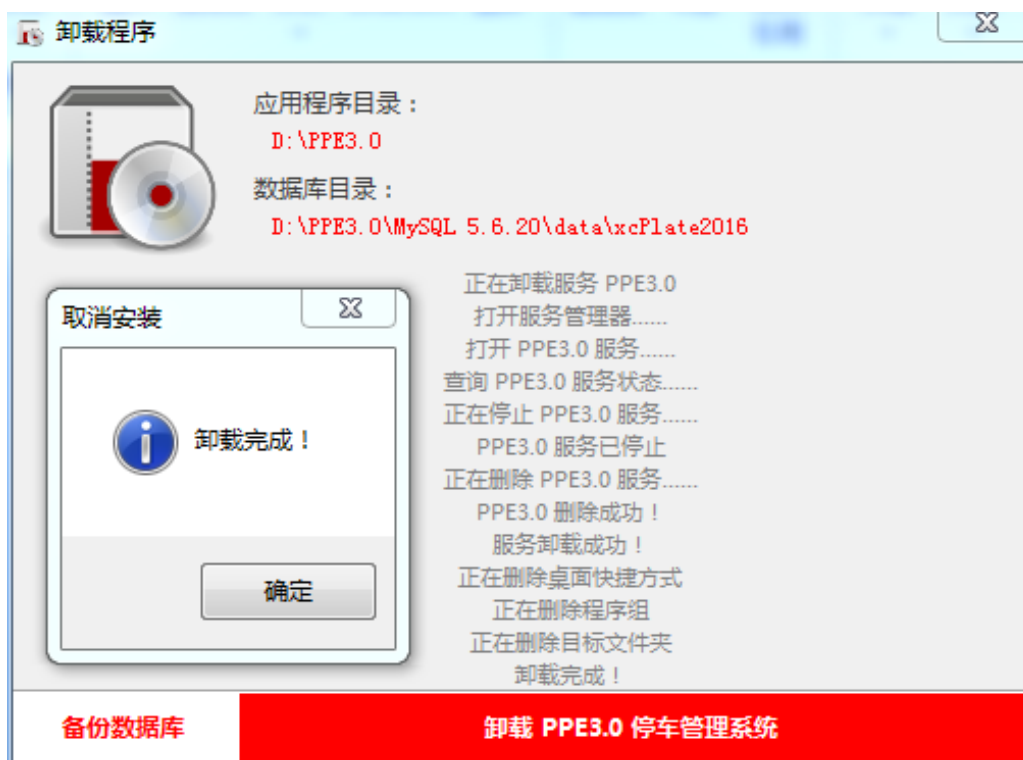 卸载程序
应用程序目录：
D:\PPE3.0
数据库目录：
D:\PPE3.0\MySQL 5.6.20\data\xcPlate2016
正在卸载服务 PPE3.0
打开服务管理器......
打开 PPE3.0 服务......
查询 PPE3.0 服务状态......
正在停止 PPE3.0 服务......
PPE3.0 服务已停止
正在删除 PPE3.0 服务......
PPE3.0 删除成功！
服务卸载成功！
正在删除桌面快捷方式
正在删除程序组
正在删除目标文件夹
卸载完成！
取消安装
卸载完成！
确定
备份数据库
卸载 PPE3.0 停车管理系统